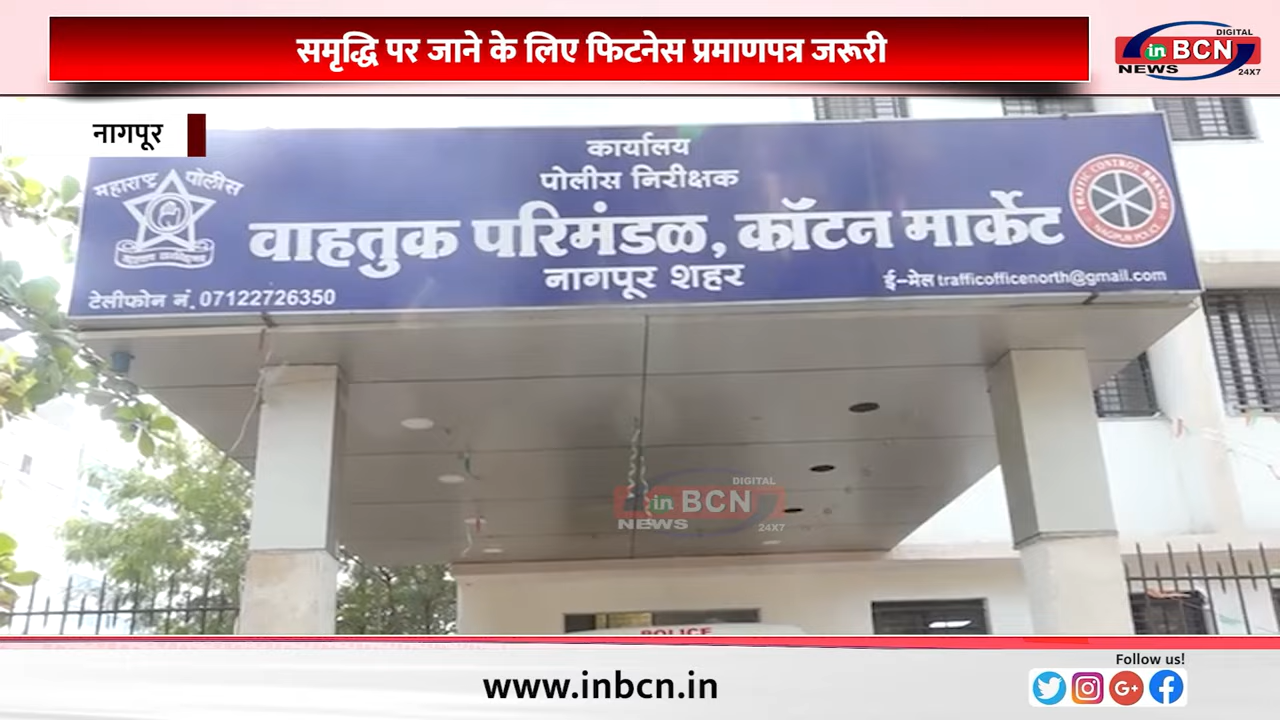 समृद्धि पर जाने के लिए फिटनेस प्रमाणपत्र जरूरी
DIGITAL
in BCN
NEWS 24X7
नागपूर
महाराष्ट्र पोलीस
कार्यालय
पोलीस निरीक्षक
वाहतुक परिमंडळ, कॉटन मार्केट
नागपूर शहर
टेलीफोन नं. 07122726350
ई-मेल trafficofficenorth@gmail.com
TRAFFIC CONTROL BRANCH
NAGPUR POLICE
DIGITAL
in BCN
NEWS 24X7
POLICE
www.inbcn.in
Follow us!